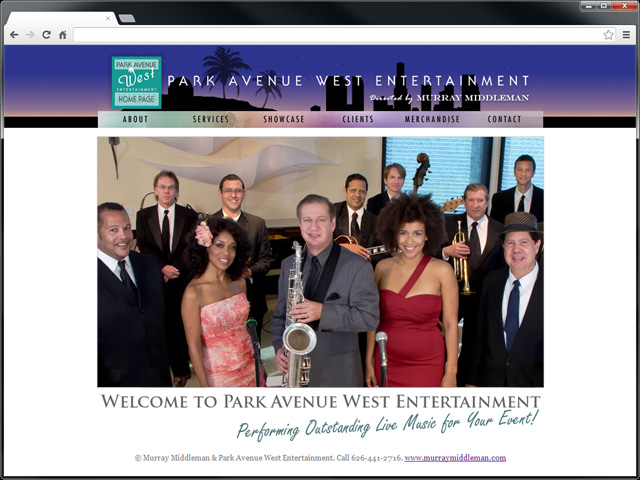 PARK AVENUE
West
ENTERTAINMENT
HOME PAGE
PARK AVENUE WEST ENTERTAINMENT
Directed by MURRAY MIDDLEMAN
ABOUT SERVICES SHOWCASE CLIENTS MERCHANDISE CONTACT
WELCOME TO PARK AVENUE WEST ENTERTAINMENT
Performing Outstanding Live Music for Your Event!
© Murray Middleman & Park Avenue West Entertainment. Call 626-441-2716. www.murraymiddleman.com